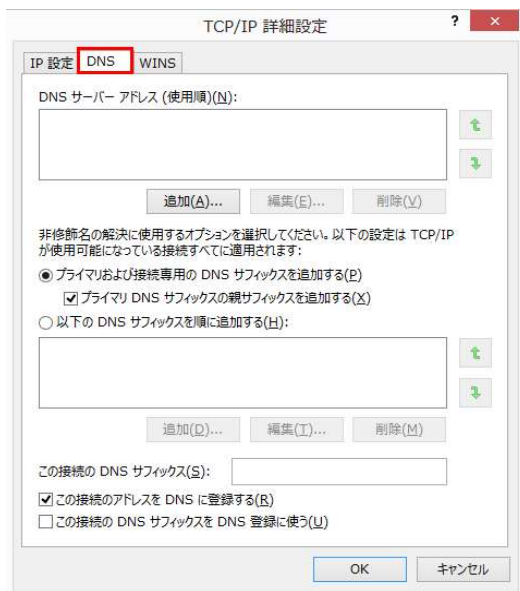 TCP/IP 詳細設定
? ×
IP 設定 DNS WINS
DNS サーバー アドレス (使用順)(N):
追加(A)... 編集(E)... 削除(V)
非修飾名の解決に使用するオプションを選択してください。以下の設定は TCP/IP
が使用可能になっている接続すべてに適用されます:
プライマリおよび接続専用の DNS サフィックスを追加する(P)
プライマリ DNS サフィックスの親サフィックスを追加する(X)
以下の DNS サフィックスを順に追加する(H):
追加(D)... 編集(T)... 削除(M)
この接続の DNS サフィックス(S):
この接続のアドレスを DNS に登録する(R)
この接続の DNS サフィックスを DNS 登録に使う(U)
OK キャンセル